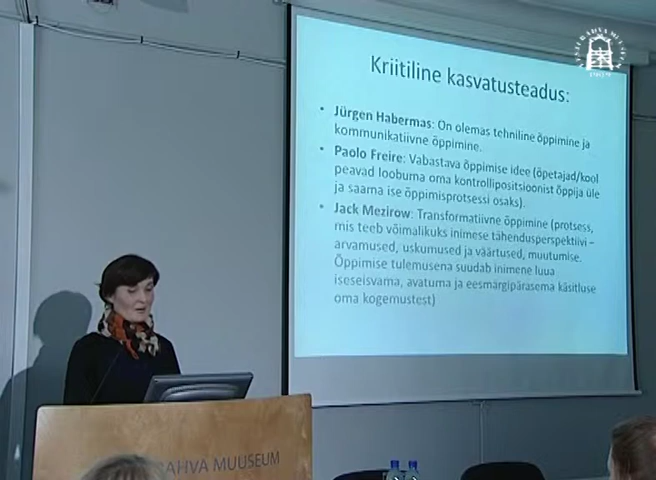 Kriitiline kasvatusteadus:
• Jürgen Habermas: On olemas tehniline õppimine ja
kommunikatiivne õppimine.
• Paolo Freire: Vabastava õppimise idee (õpetajad/kool
peavad loobuma oma kontrollipositsioonist õppija üle
ja saama ise õppimisprotsessi osaks).
• Jack Mezirow: Transformatiivne õppimine (protsess,
mis teeb võimalikuks inimese tähendusperspektiivi –
arvamused, uskumused ja väärtused, muutumise.
Õppimise tulemusena suudab inimene luua
iseseisvama, avatuma ja eesmärgipärasema käsitluse
oma kogemustest)
RAHVA MUUSEUM